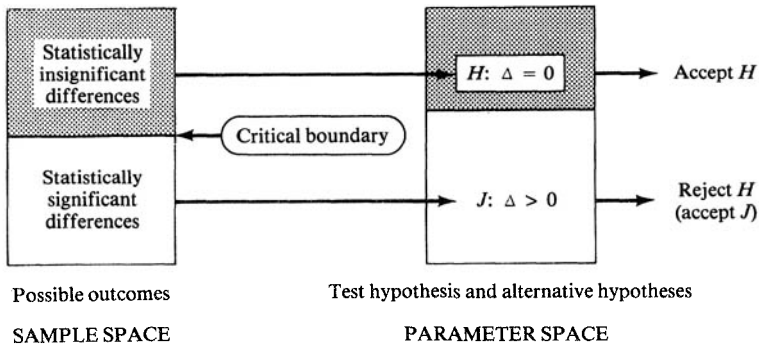 Statistically
insignificant
differences
H: Δ = 0
Accept H
Critical boundary
Statistically
significant
differences
J: Δ > 0
Reject H
(accept J)
Possible outcomes
Test hypothesis and alternative hypotheses
SAMPLE SPACE
PARAMETER SPACE